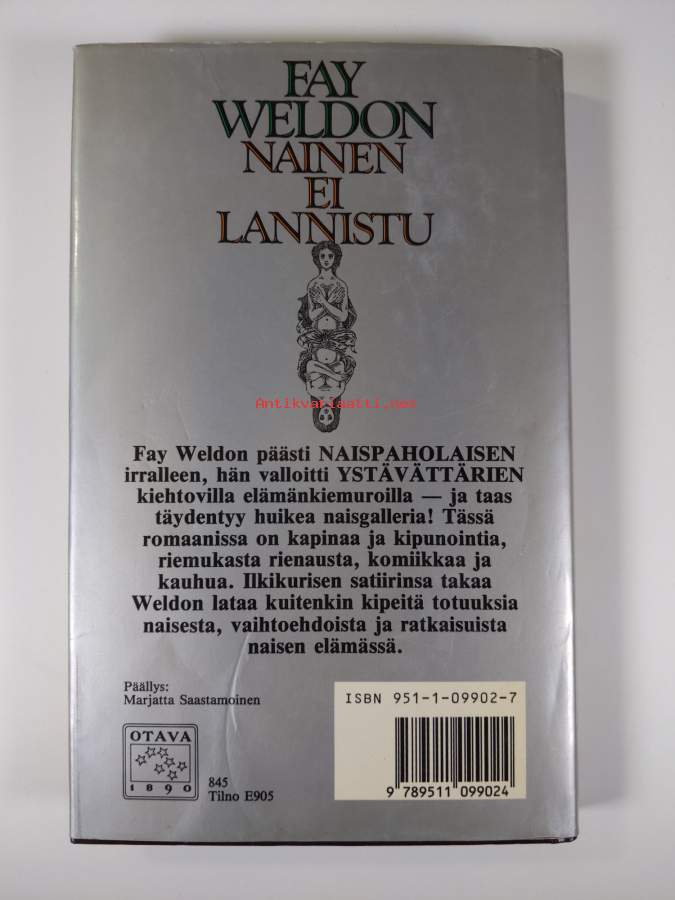 FAY
WELDON
NAINEN
EI
LANNISTU
Antikvariaatti.net
Fay Weldon päästi NAISPAHOLAISEN
irralleen, hän valloitti YSTÄVÄTTÄRIEN
kiehtovilla elämänkiemuroilla — ja taas
täydentyy huikea naisgalleria! Tässä
romaanissa on kapinaa ja kipunointia,
riemukasta rienausta, komiikkaa ja
kauhua. Ilkikurisen satiirinsa takaa
Weldon lataa kuitenkin kipeitä totuuksia
naisesta, vaihtoehdoista ja ratkaisuista
naisen elämässä.
Päällys:
Marjatta Saastamoinen
OTAVA
1890
845
Tilno E905
ISBN 951-1-09902-7
9 789511 099024